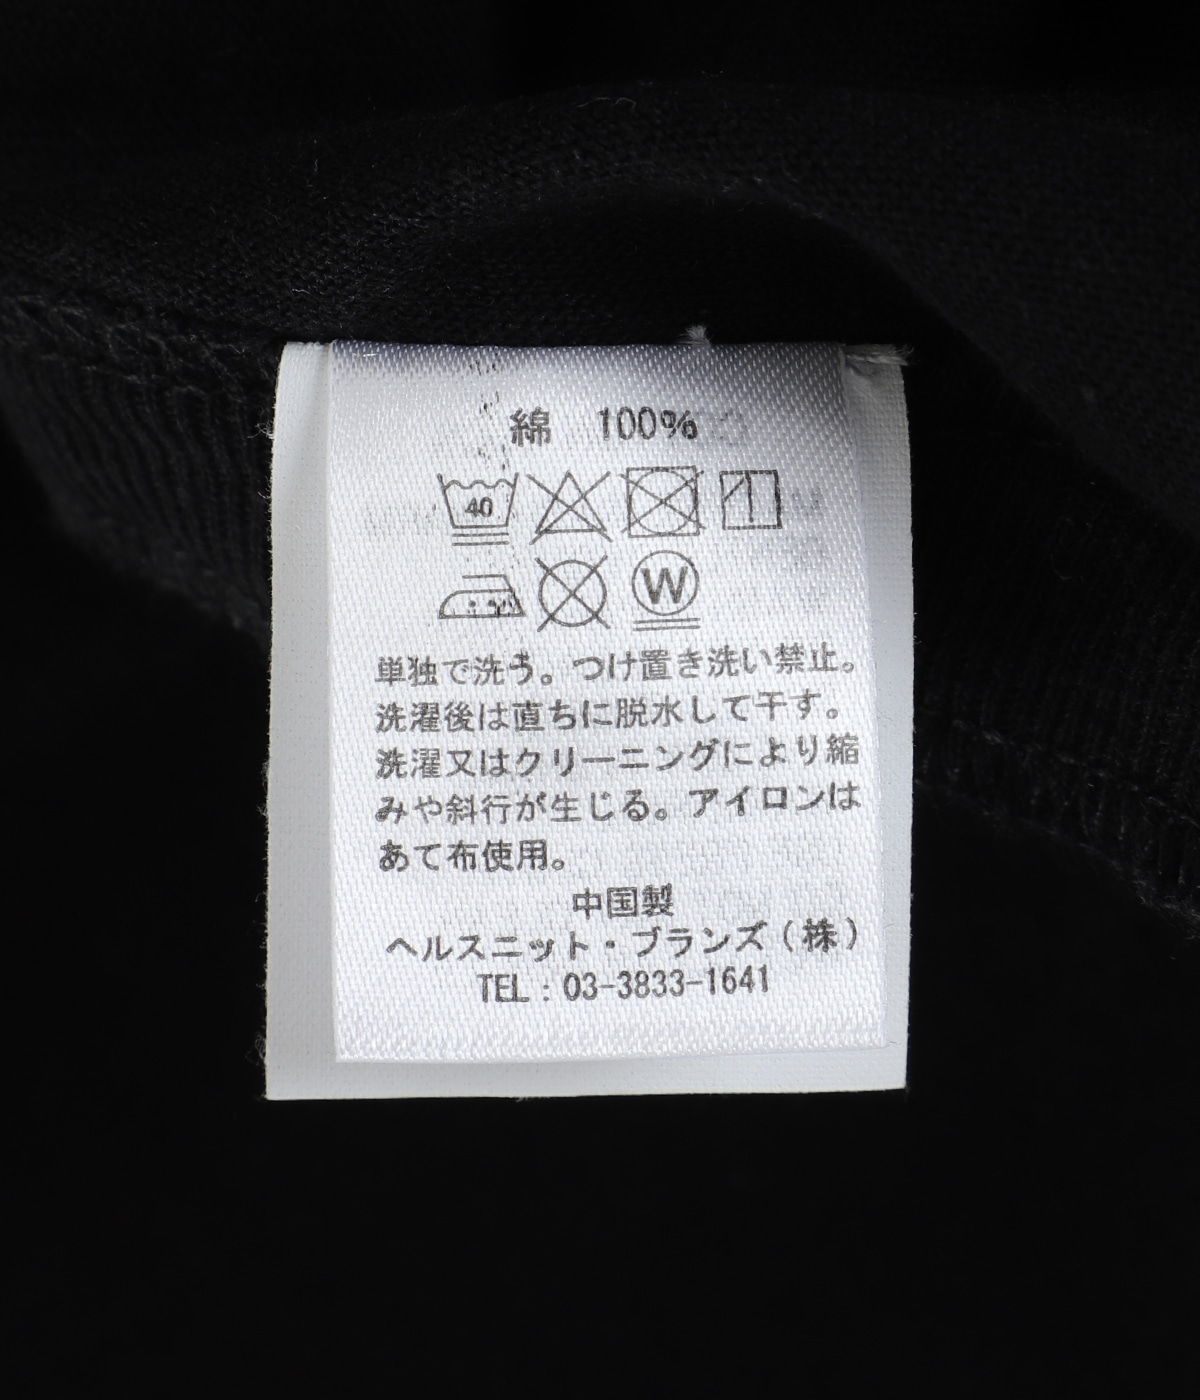 綿 100%
40
W
単独で洗う。つけ置き洗い禁止。
洗濯後は直ちに脱水して干す。
洗濯又はクリーニングにより縮
みや斜行が生じる。アイロンは
あて布使用。
中国製
ヘルスニット・ブランズ(株)
TEL:03-3833-1641